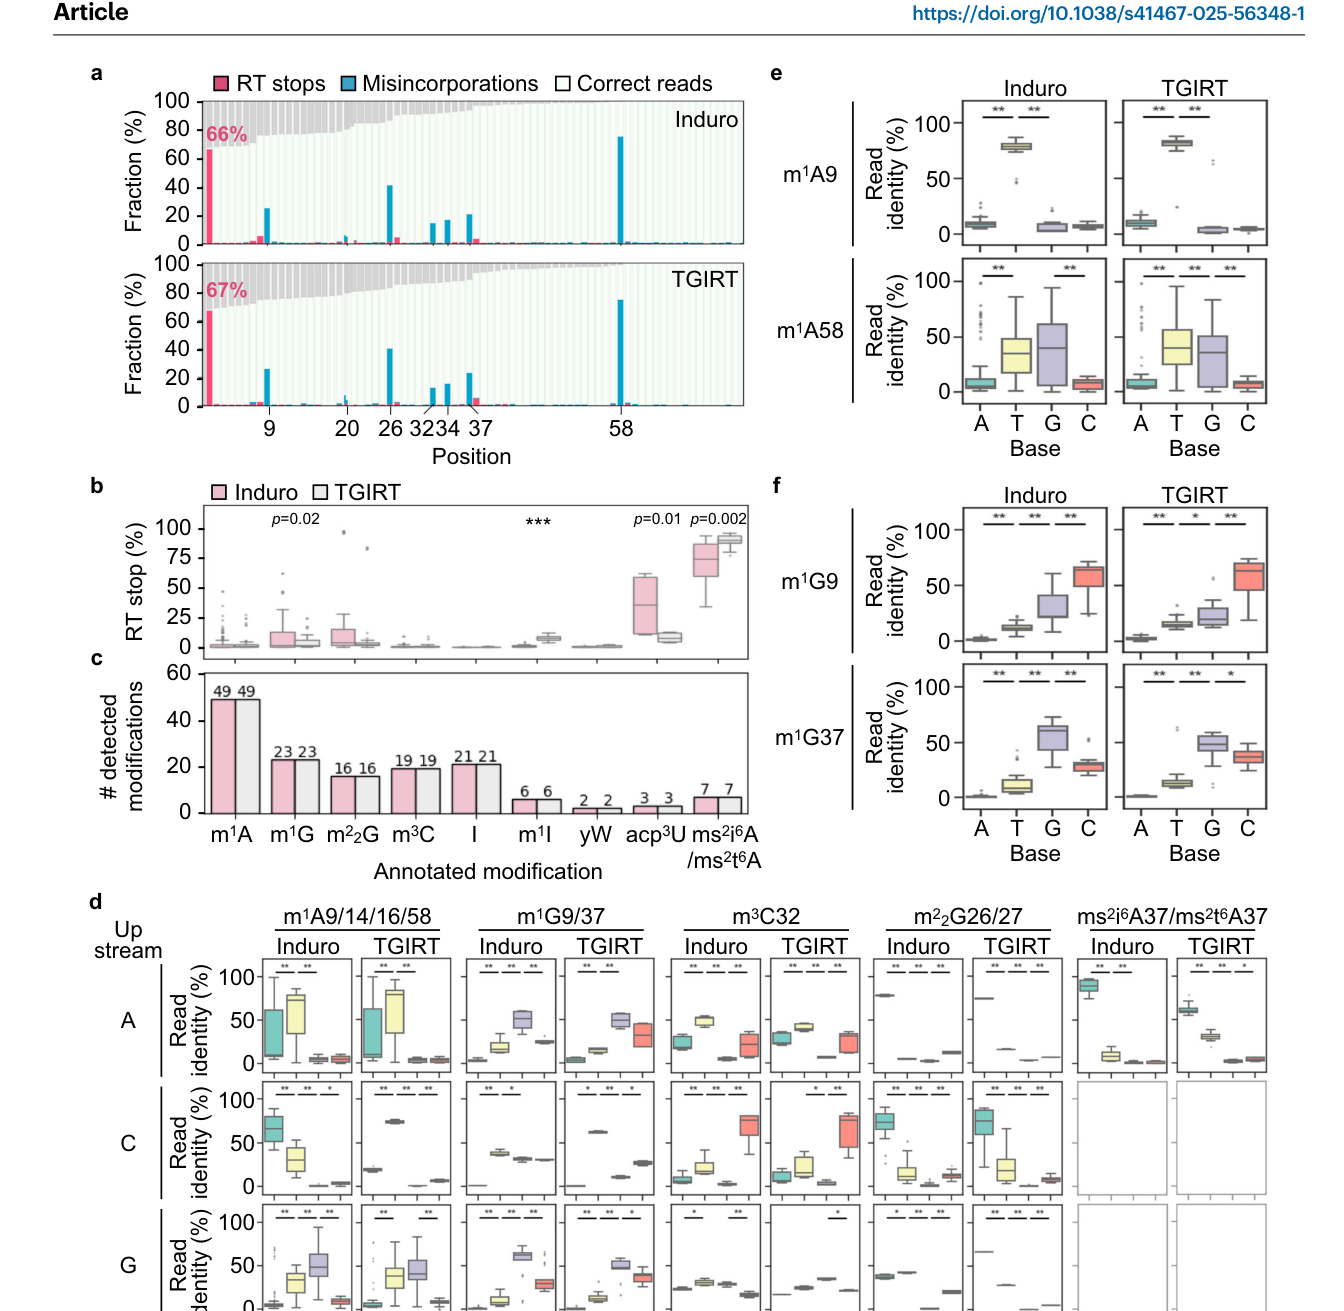 Article
https://doi.org/10.1038/s41467-025-56348-1
a
RT stops Misincorporations Correct reads
Fraction (%)
100
80
60
40
20
0
66%
Induro
Fraction (%)
100
80
60
40
20
0
67%
TGIRT
9 20 26 32 34 37 58
Position
b
Induro TGIRT
RT stop (%)
100
75
50
25
0
p=0.02 *** p=0.01 p=0.002
c
# detected
modifications
60
40
20
0
49 49 23 23 16 16 19 19 21 21 6 6 2 2 3 3 7 7
m¹A m¹G m²₂G m³C I m¹I yW acp³U ms²i⁶A
/ms²t⁶A
Annotated modification
e
Induro TGIRT
m¹A9
Read
identity (%)
100
50
0
** ** ** **
m¹A58
Read
identity (%)
100
50
0
** ** ** ** **
A T G C A T G C
Base Base
f
Induro TGIRT
m¹G9
Read
identity (%)
100
50
0
** ** ** ** * **
m¹G37
Read
identity (%)
100
50
0
** ** ** ** ** *
A T G C A T G C
Base Base
d
Up
stream
m¹A9/14/16/58 m¹G9/37 m³C32 m²₂G26/27 ms²i⁶A37/ms²t⁶A37
Induro TGIRT Induro TGIRT Induro TGIRT Induro TGIRT Induro TGIRT
A
Read
identity (%)
100
50
0
** ** ** ** ** ** ** ** ** ** ** ** ** ** ** ** ** ** ** ** ** ** ** ** ** ** *
C
Read
identity (%)
100
50
0
** ** * ** ** ** ** * * ** * ** ** ** * ** ** ** ** ** ** **
G
Read
identity (%)
100
50
0
** ** ** ** ** ** ** ** ** ** * * ** * * ** ** ** ** **